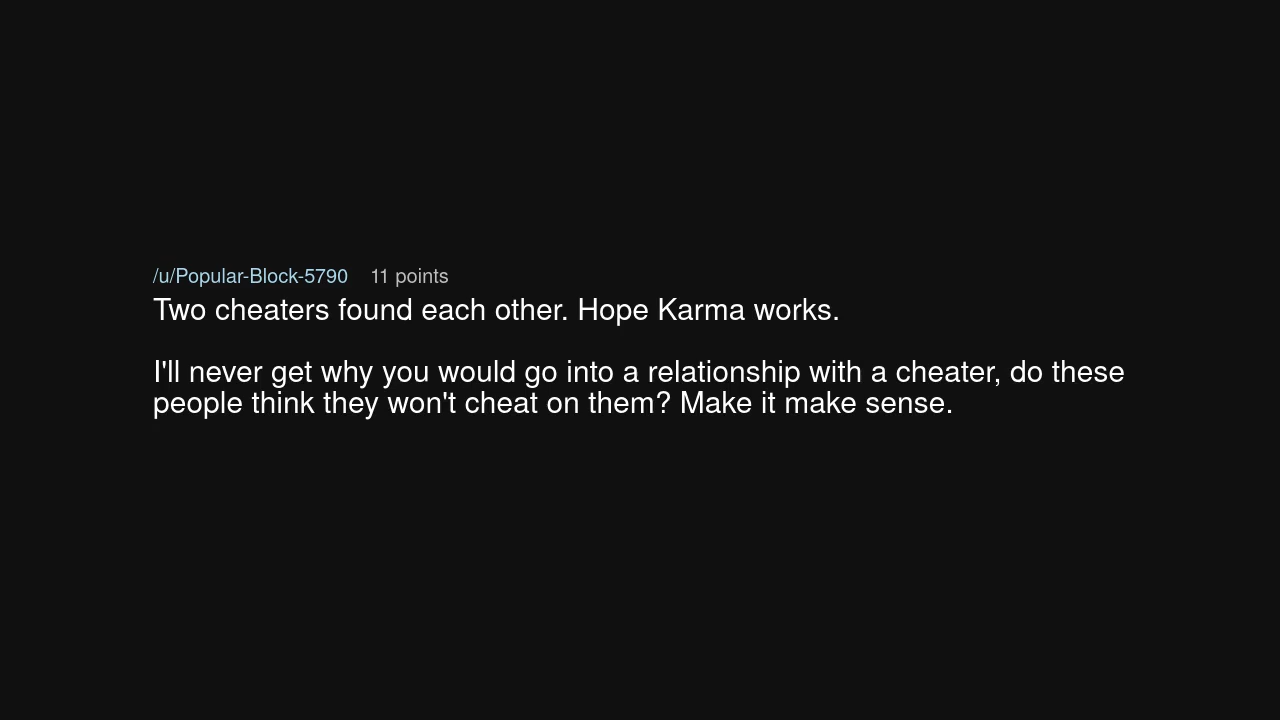 /u/Popular-Block-5790 11 points
Two cheaters found each other. Hope Karma works.
I'll never get why you would go into a relationship with a cheater, do these
people think they won't cheat on them? Make it make sense.